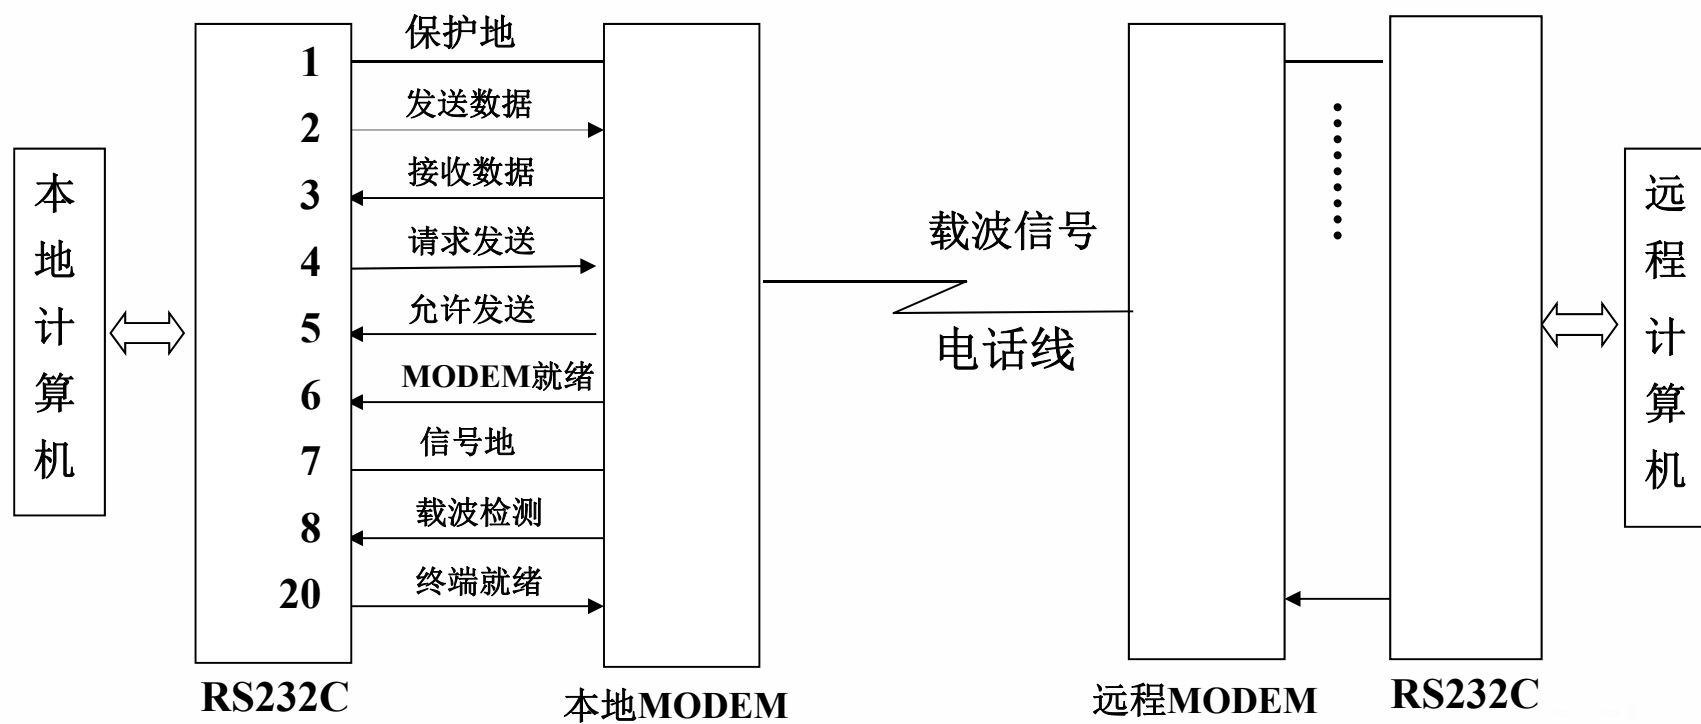 本地计算机
1
2
3
4
5
6
7
8
20
RS232C
保护地
发送数据
接收数据
请求发送
允许发送
MODEM就绪
信号地
载波检测
终端就绪
本地MODEM
载波信号
电话线
远程MODEM
RS232C
远程计算机